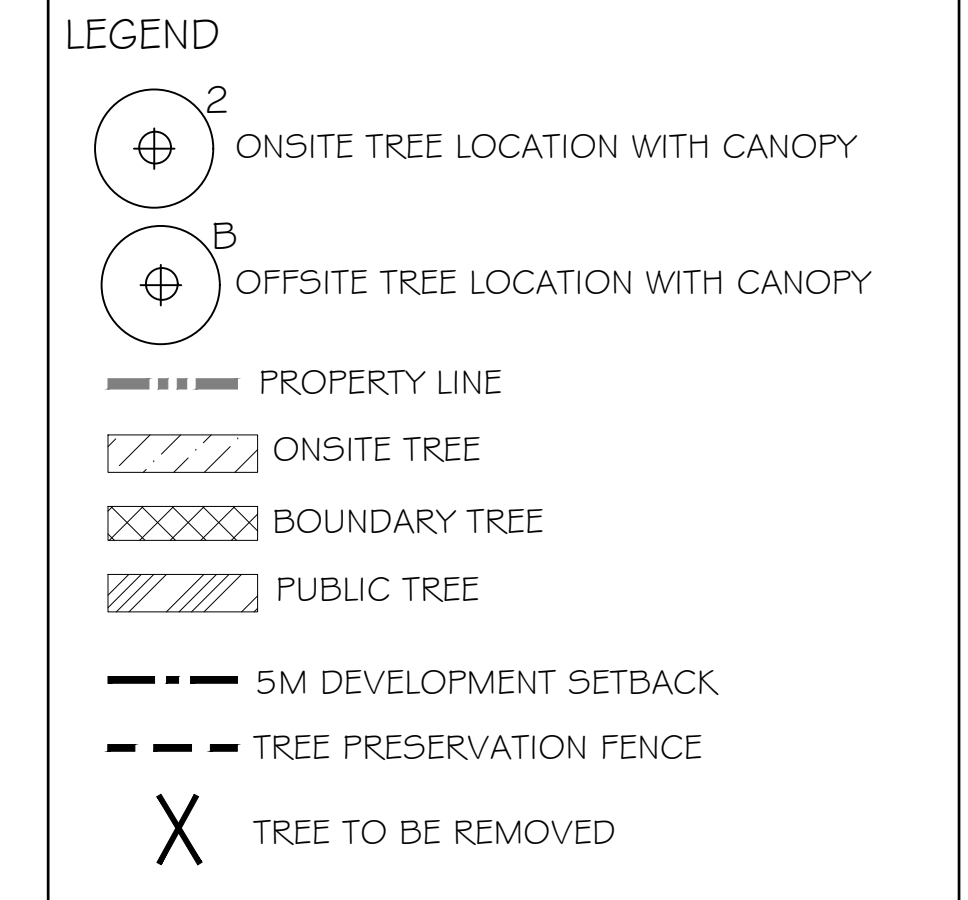 LEGEND
2
ONSITE TREE LOCATION WITH CANOPY
B
OFFSITE TREE LOCATION WITH CANOPY
PROPERTY LINE
ONSITE TREE
BOUNDARY TREE
PUBLIC TREE
5M DEVELOPMENT SETBACK
TREE PRESERVATION FENCE
TREE TO BE REMOVED